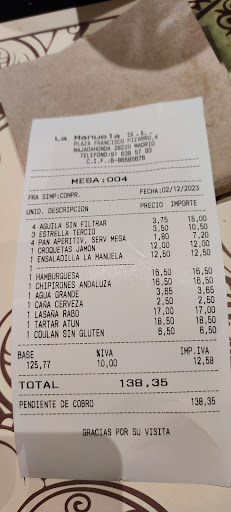 La Manuela S.L.
PLAZA FRANCISCO PIZARRO,4
MAJADAHONDA 28220 MADRID
TELEFONO:91 638 57 03
C.I.F.:B-86585676
MESA:004
FRA SIMP:COMPR. FECHA:02/12/2023
UNID. DESCRIPCION PRECIO IMPORTE
4 AGUILA SIN FILTRAR 3,75 15,00
3 ESTRELLA TERCIO 3,50 10,50
4 PAN APERITIV, SERV MESA 1,80 7,20
1 CROQUETAS JAMON 12,00 12,00
1 ENSALADILLA LA MANUELA 12,50 12,50
1
1 HAMBURGUESA 16,50 16,50
1 CHIPIRONES ANDALUZA 16,50 16,50
1 AGUA GRANDE 3,65 3,65
1 CAÑA CERVEZA 2,50 2,50
1 LASAÑA RABO 17,00 17,00
1 TARTAR ATUN 18,50 18,50
1 COULAN SIN GLUTEN 6,50 6,50
BASE %IVA IMP.IVA
125,77 10,00 12,58
TOTAL 138,35
PENDIENTE DE COBRO 138,35
GRACIAS POR SU VISITA